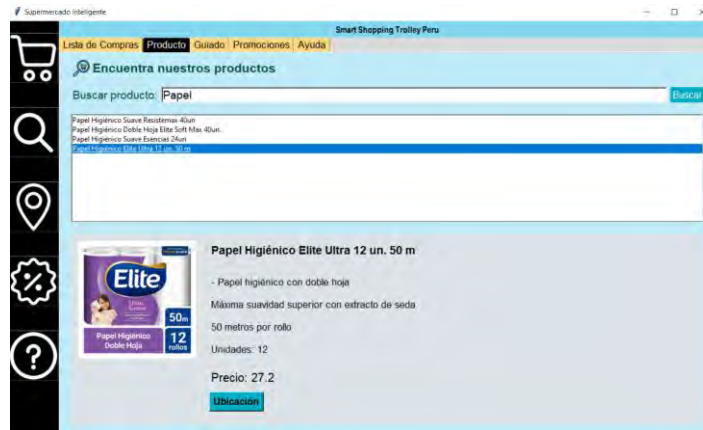 Supermercado Inteligente
Smart Shopping Trolley Peru
Lista de Compras Producto Guiado Promociones Ayuda
Encuentra nuestros productos
Buscar producto: Papel Buscar
Papel Higiénico Suave Resistemax 40un
Papel Higiénico Doble Hoja Elite Soft Max 40un.
Papel Higiénico Suave Esencias 24un
Papel Higiénico Elite Ultra 12 un. 50 m
Papel Higiénico Elite Ultra 12 un. 50 m
Elite
50m
Papel Higiénico
Doble Hoja
12
rollos
- Papel higiénico con doble hoja
Máxima suavidad superior con extracto de seda
50 metros por rollo
Unidades: 12
Precio: 27.2
Ubicación